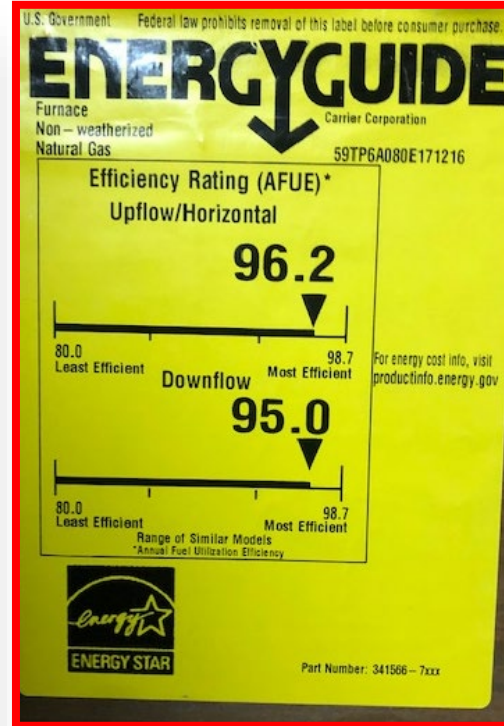 U.S. Government Federal law prohibits removal of this label before consumer purchase.
ENERGYGUIDE
Furnace
Non – weatherized
Natural Gas
Carrier Corporation
59TP6A080E171216
Efficiency Rating (AFUE)*
Upflow/Horizontal
96.2
80.0
Least Efficient
98.7
Most Efficient
For energy cost info, visit
productinfo.energy.gov
Downflow
95.0
80.0
Least Efficient
98.7
Most Efficient
Range of Similar Models
*Annual Fuel Utilization Efficiency
energy
ENERGY STAR
Part Number: 341566 – 7xxx